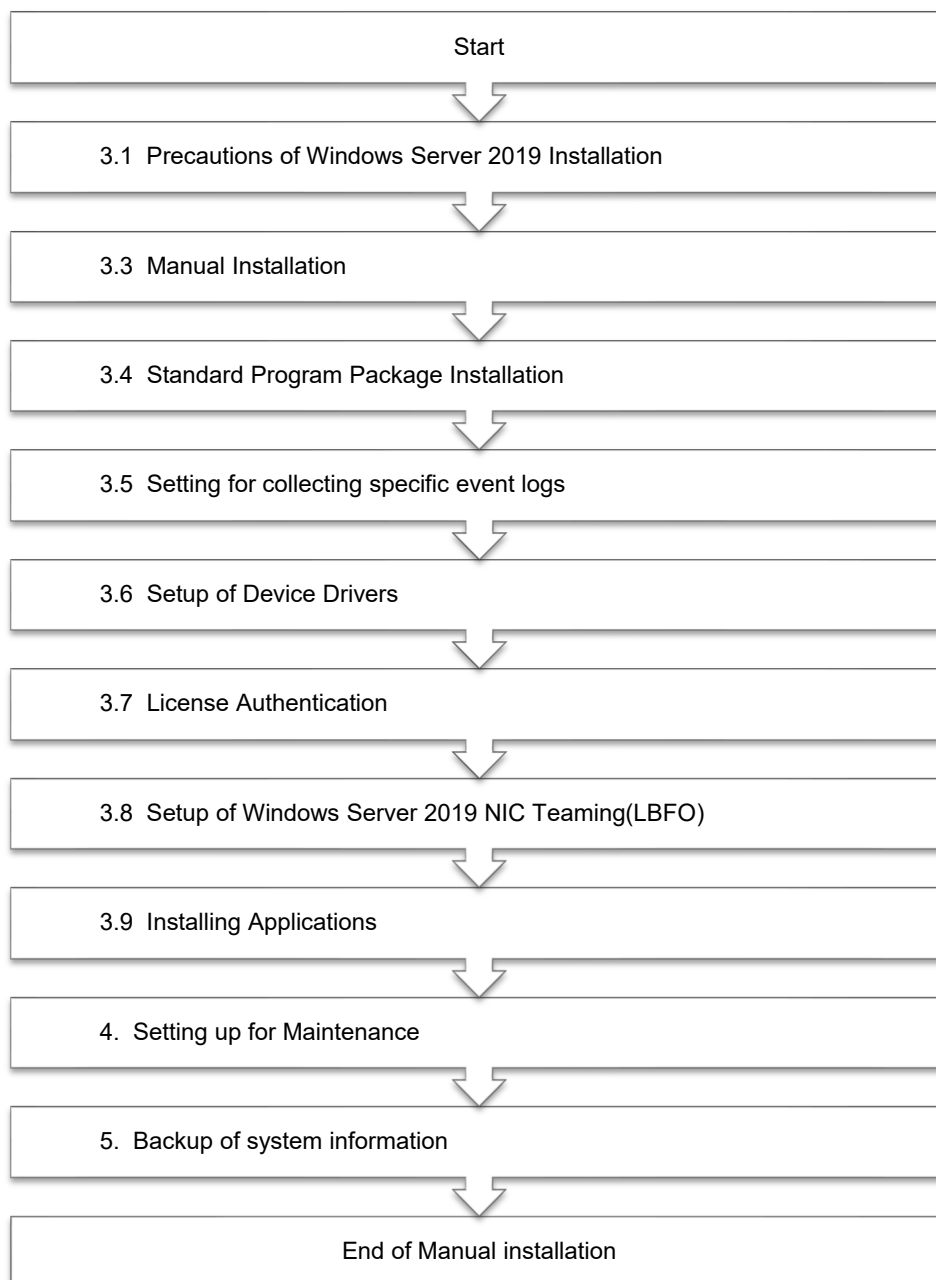 Start
3.1 Precautions of Windows Server 2019 Installation
3.3 Manual Installation
3.4 Standard Program Package Installation
3.5 Setting for collecting specific event logs
3.6 Setup of Device Drivers
3.7 License Authentication
3.8 Setup of Windows Server 2019 NIC Teaming(LBFO)
3.9 Installing Applications
4. Setting up for Maintenance
5. Backup of system information
End of Manual installation